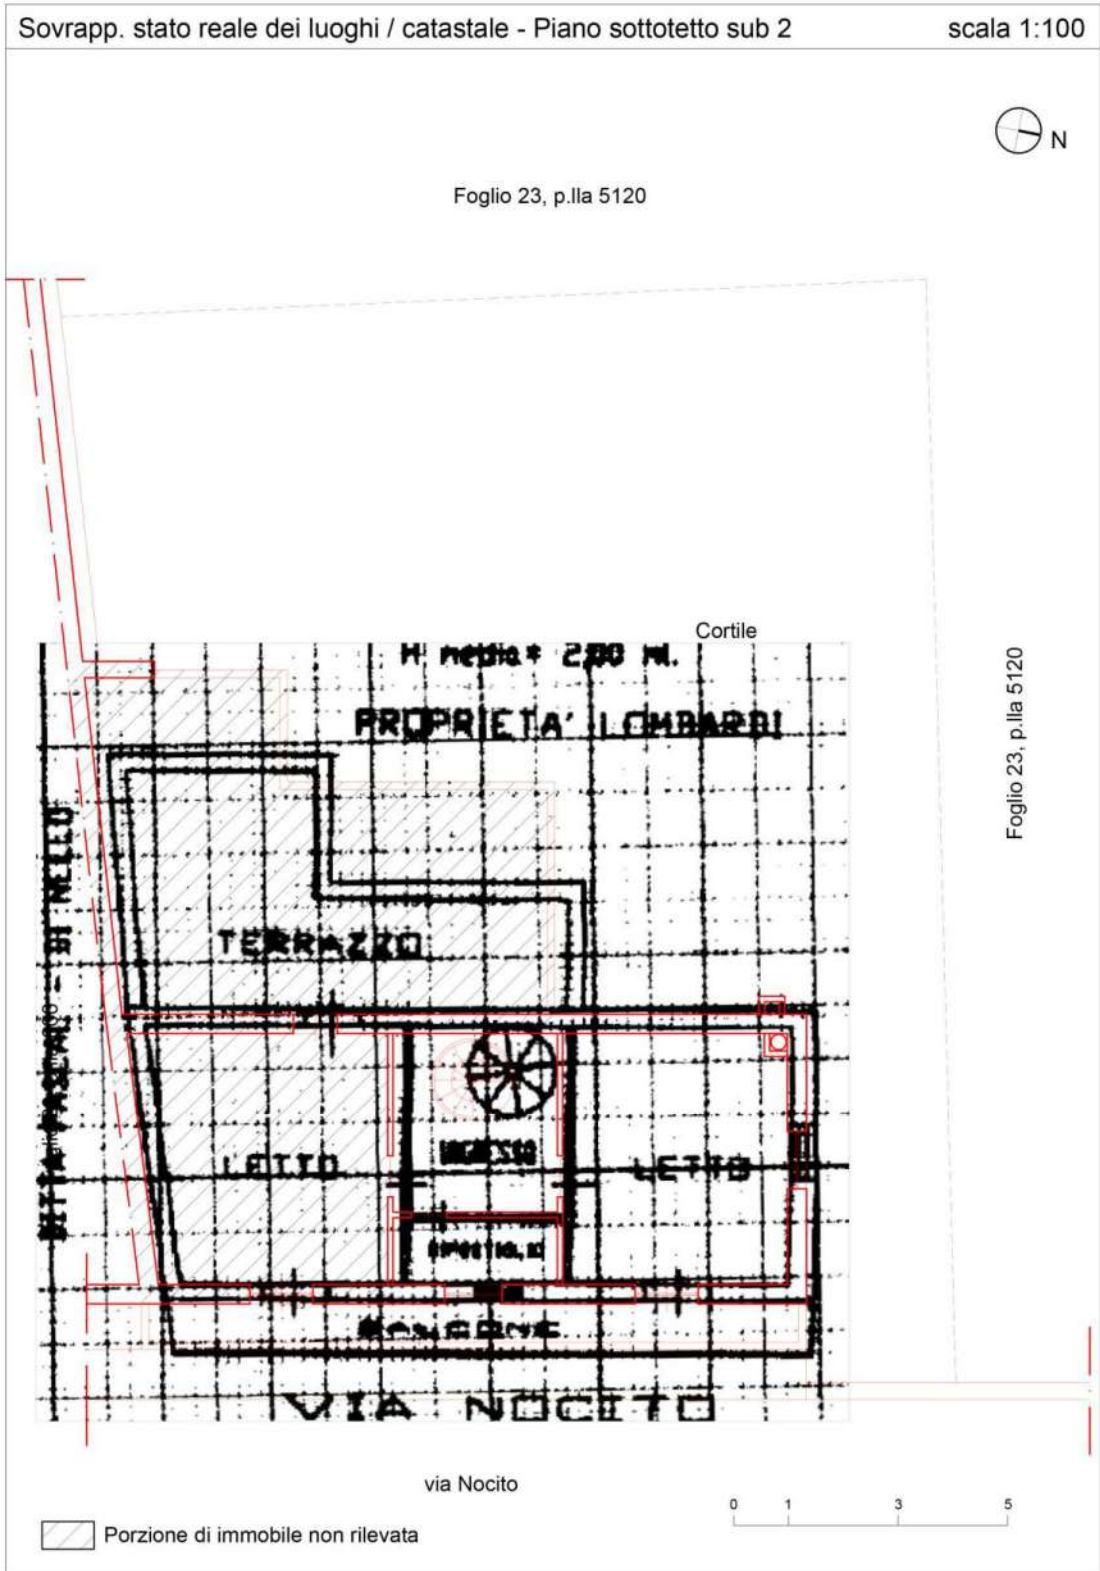 Sovrapp. stato reale dei luoghi / catastale - Piano sottotetto sub 2
scala 1:100
N
Foglio 23, p.lla 5120
Cortile
H media = 2,00 ml.
PROPRIETA' LOMBARDI
Foglio 23, p.lla 5120
TERRAZZO
LETTO
INGRESSO
LETTO
RIPOSTIGLIO
BALCONE
VIA NOCITO
via Nocito
0 1 3 5
Porzione di immobile non rilevata